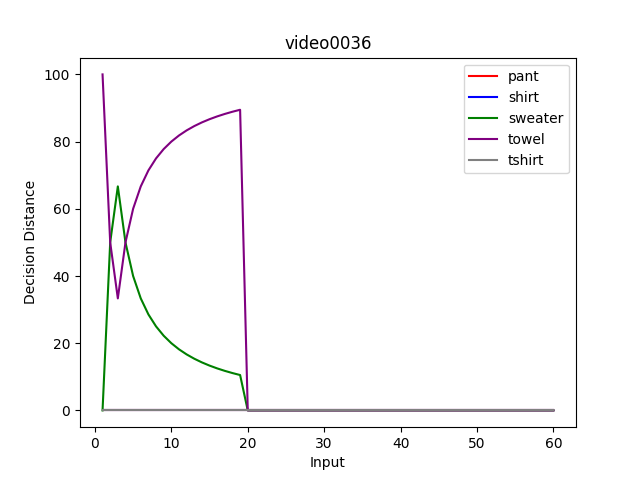 video0036
100
80
60
40
20
0
Decision Distance
pant
shirt
sweater
towel
tshirt
0 10 20 30 40 50 60
Input